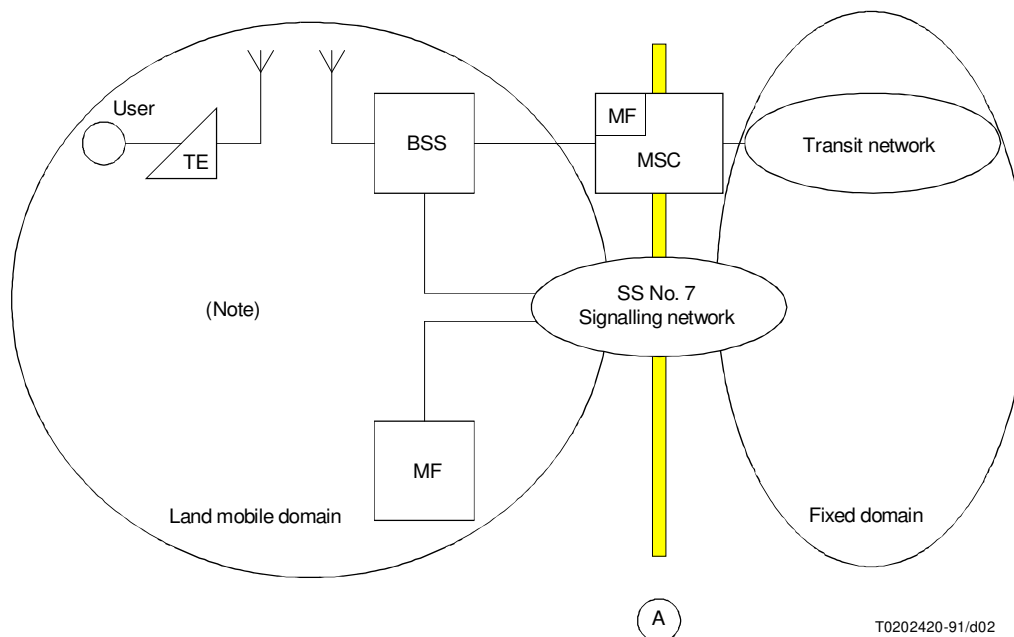 User
TE
BSS
MF
MSC
Transit network
SS No. 7
Signalling network
(Note)
MF
Land mobile domain
Fixed domain
A
T0202420-91/d02